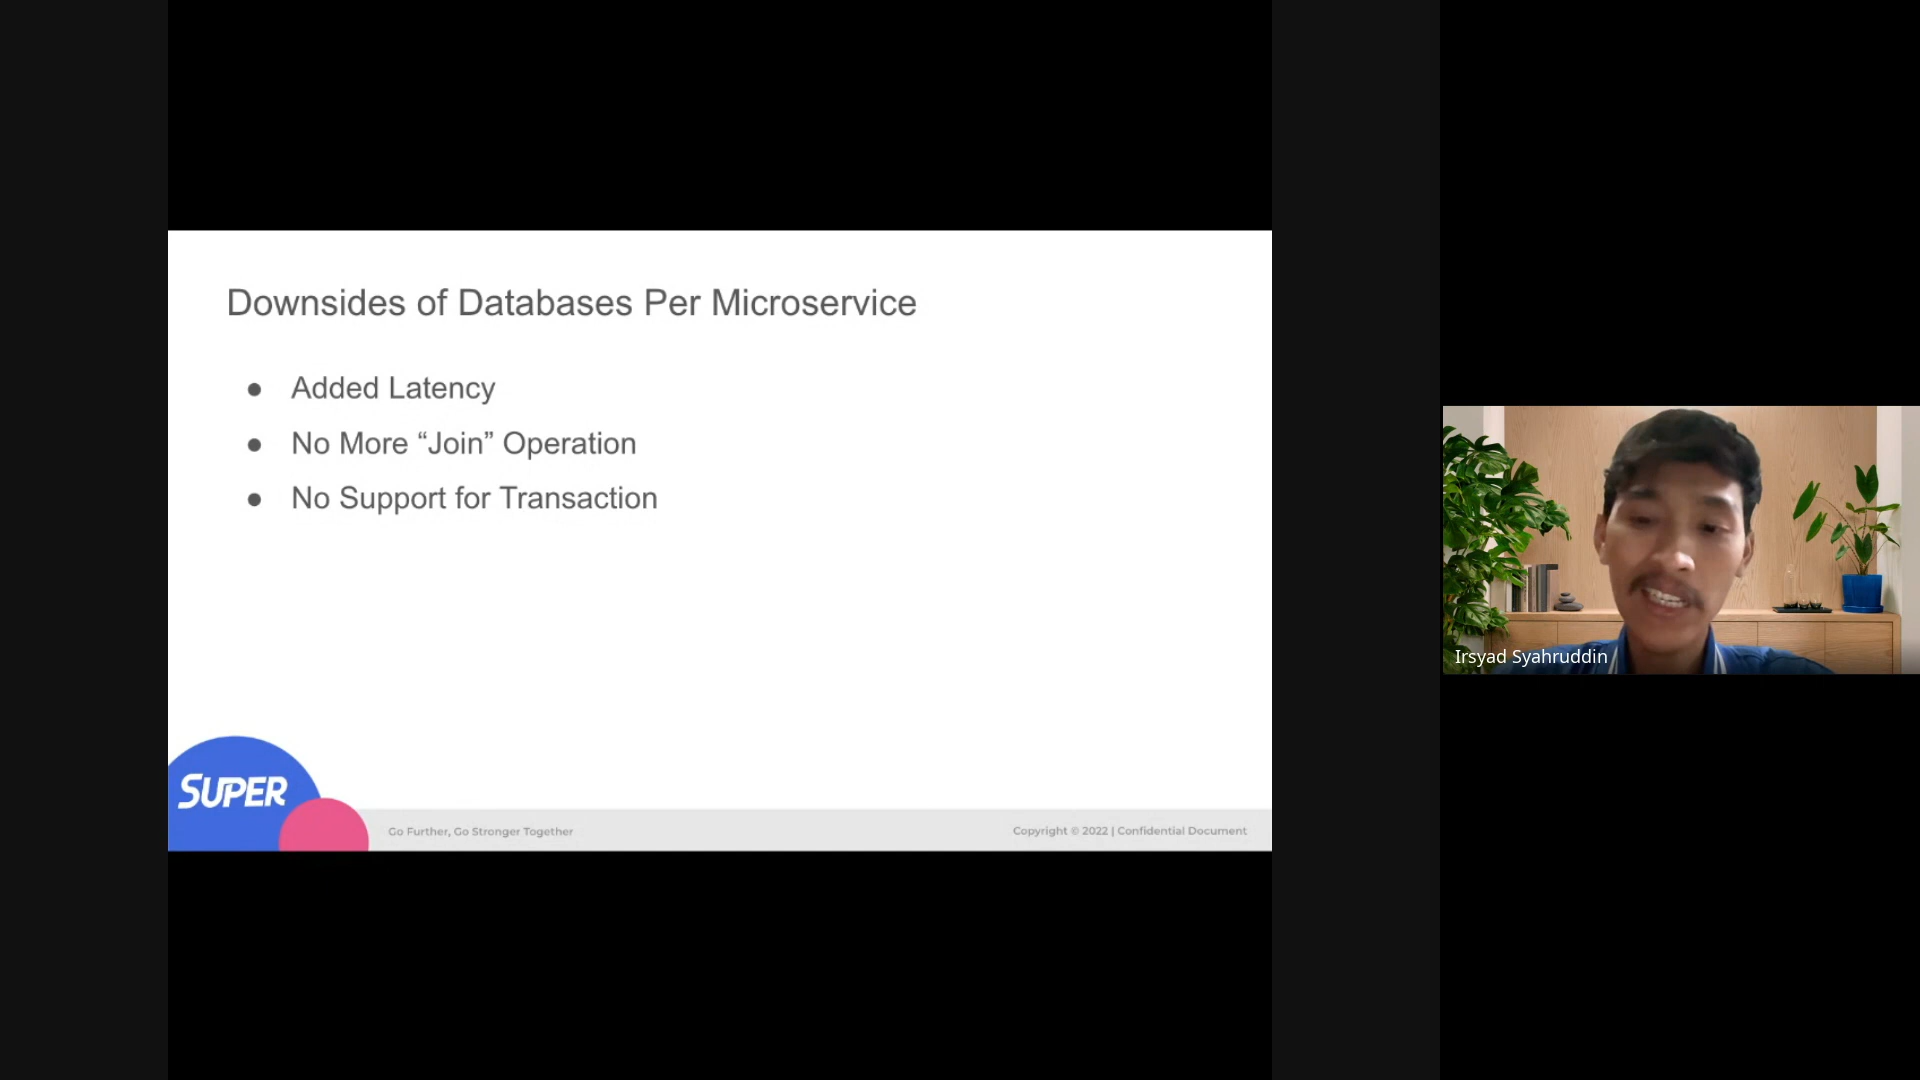 Downsides of Databases Per Microservice
● Added Latency
● No More “Join” Operation
● No Support for Transaction
SUPER
Go Further, Go Stronger Together
Copyright © 2022 | Confidential Document
Irsyad Syahruddin